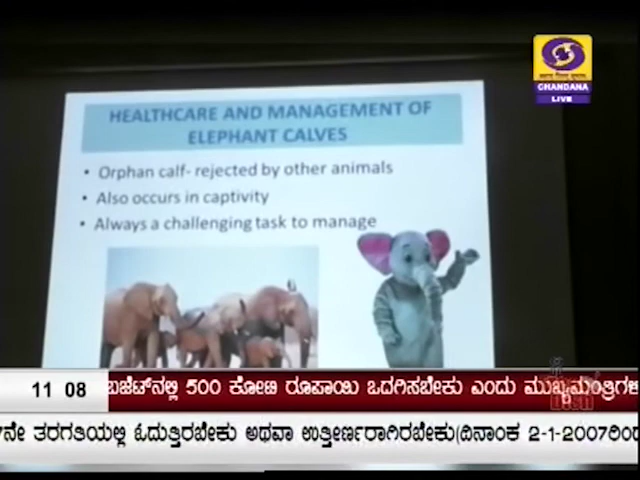 CHANDANA
LIVE
HEALTHCARE AND MANAGEMENT OF
ELEPHANT CALVES
• Orphan calf- rejected by other animals
• Also occurs in captivity
• Always a challenging task to manage
11 08 ಬಜೆಟ್‌ನಲ್ಲಿ 500 ಕೋಟಿ ರೂಪಾಯಿ ಒದಗಿಸಬೇಕು ಎಂದು ಮುಖ್ಯಮಂತ್ರಿಗಳಿ
7ನೇ ತರಗತಿಯಲ್ಲಿ ಓದುತ್ತಿರಬೇಕು ಅಥವಾ ಉತ್ತೀರ್ಣರಾಗಿರಬೇಕು(ದಿನಾಂಕ 2-1-2007ರಿಂದ